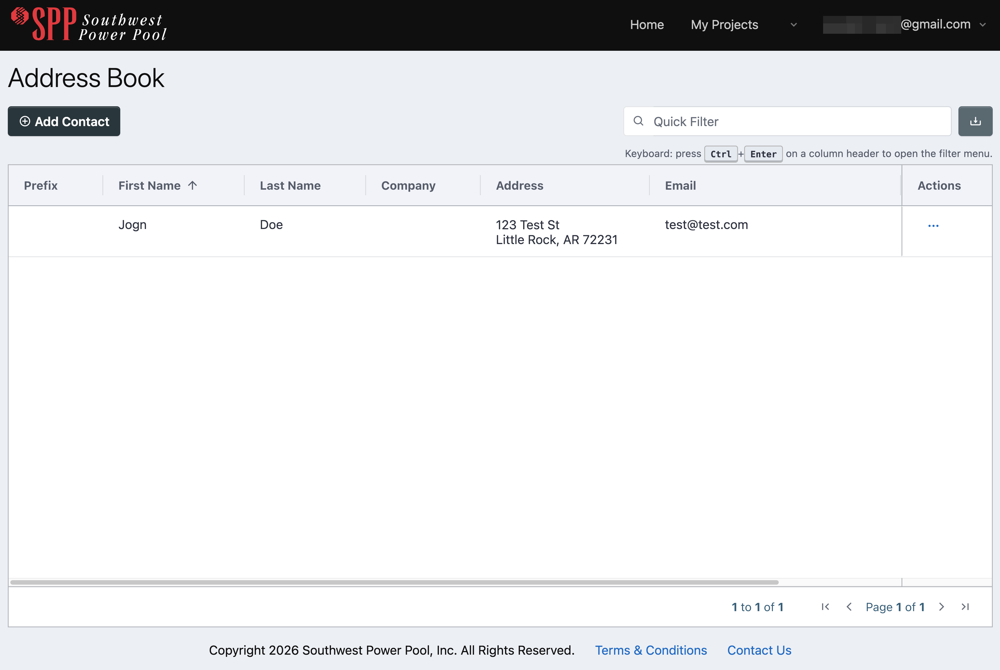 SPP Southwest
Power Pool
Home My Projects @gmail.com
Address Book
Add Contact
Quick Filter
Keyboard: press Ctrl+Enter on a column header to open the filter menu.
Prefix First Name Last Name Company Address Email Actions
Jogn Doe 123 Test St test@test.com ...
Little Rock, AR 72231
1 to 1 of 1 Page 1 of 1
Copyright 2026 Southwest Power Pool, Inc. All Rights Reserved. Terms & Conditions Contact Us